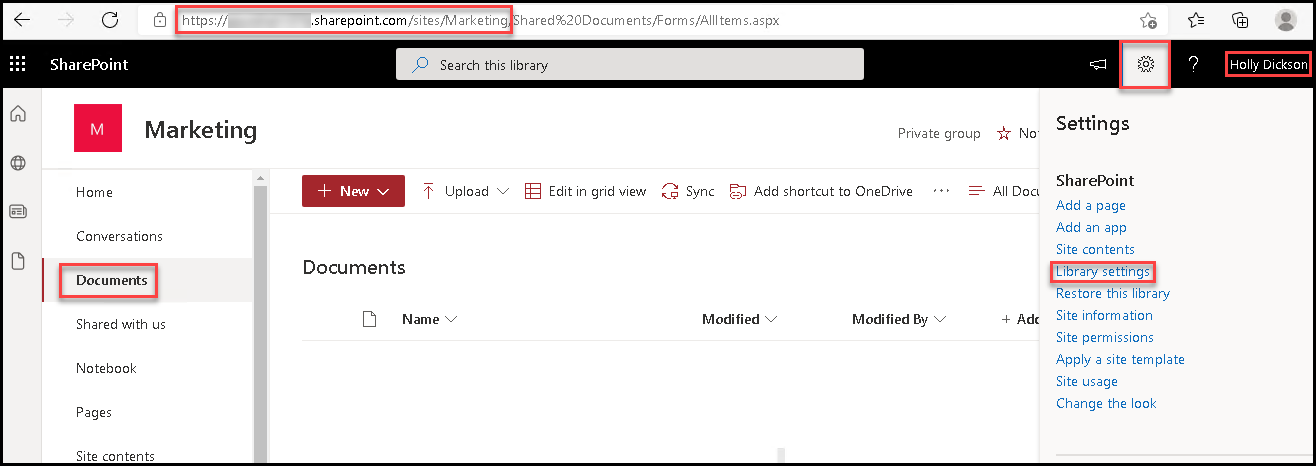 https:// .sharepoint.com/sites/Marketing/Shared%20Documents/Forms/AllItems.aspx
SharePoint
Search this library
?
Holly Dickson
M
Marketing
Private group
Not
Settings
SharePoint
Add a page
Add an app
Site contents
Library settings
Restore this library
Site information
Site permissions
Apply a site template
Site usage
Change the look
Home
Conversations
Documents
Shared with us
Notebook
Pages
Site contents
+ New
Upload
Edit in grid view
Sync
Add shortcut to OneDrive
...
All Docu
Documents
Name
Modified
Modified By
+ Add